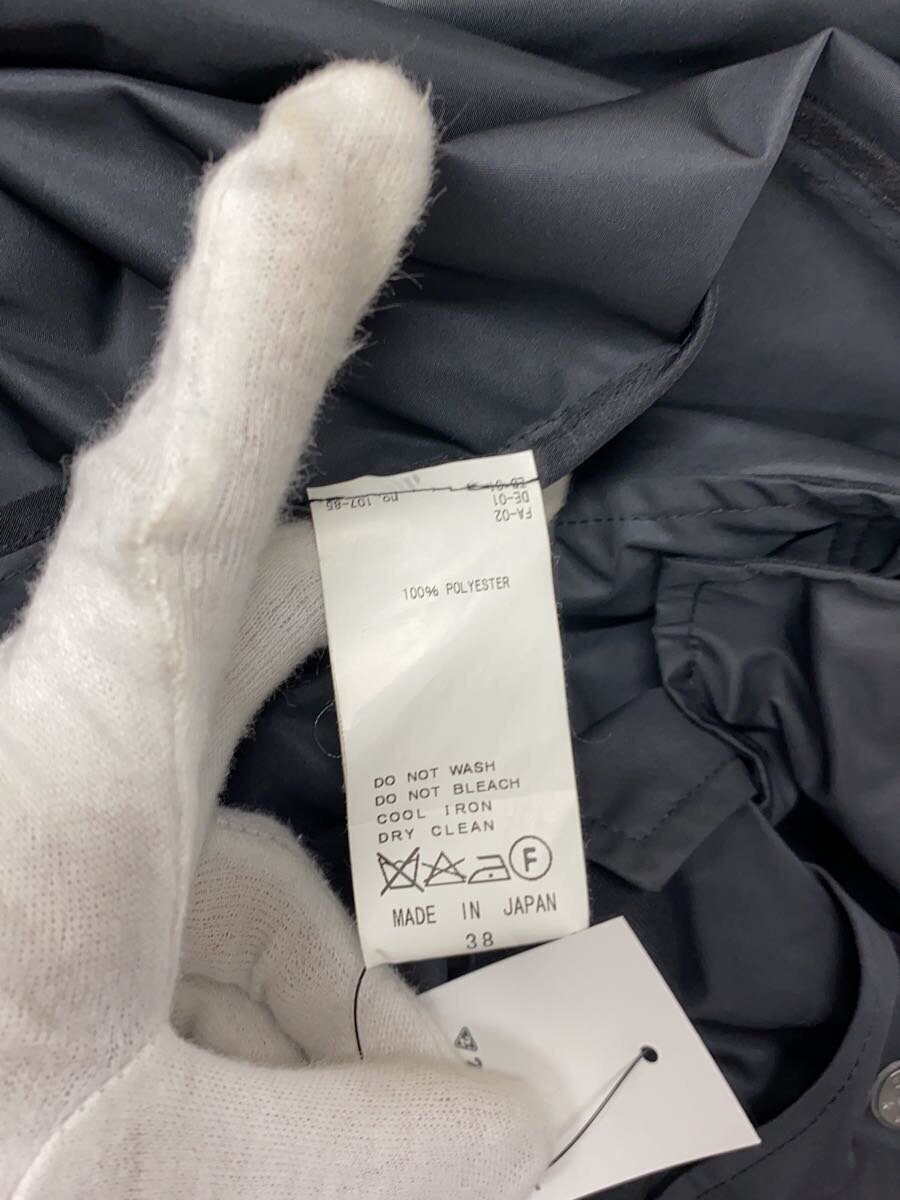 no.107-85
DE-01
FA-02
100% POLYESTER
DO NOT WASH
DO NOT BLEACH
COOL IRON
DRY CLEAN
F
MADE IN JAPAN
38